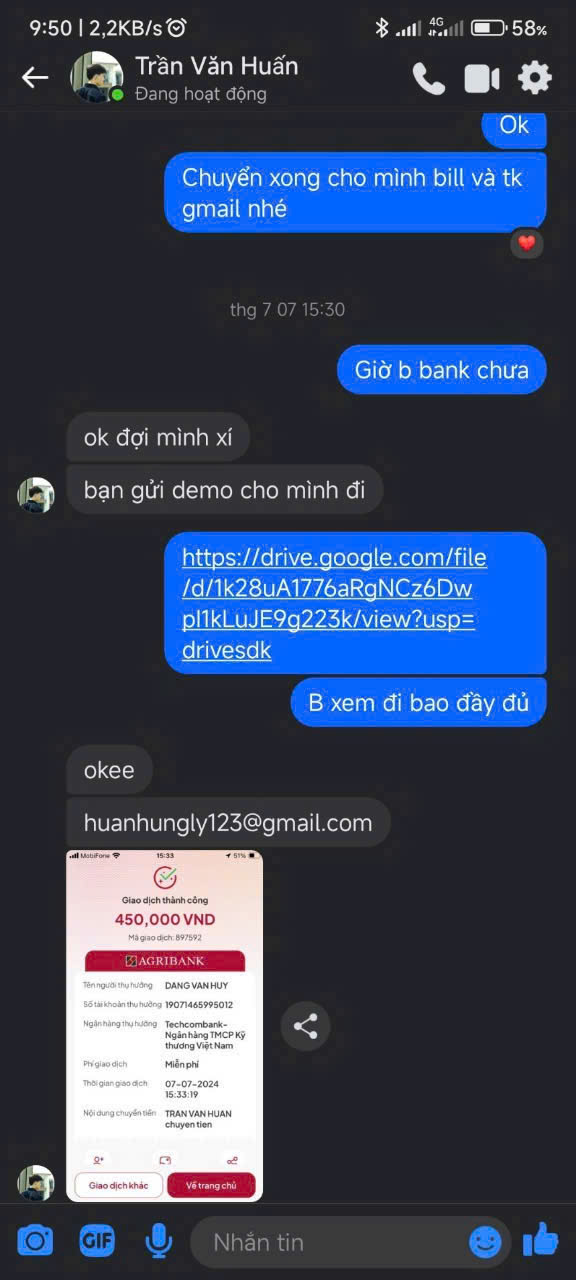 9:50 | 2,2KB/s
4G
58%
Trần Văn Huấn
Đang hoạt động
Ok
Chuyển xong cho mình bill và tk
gmail nhé
thg 7 07 15:30
Giờ b bank chưa
ok đợi mình xí
bạn gửi demo cho mình đi
https://drive.google.com/file
/d/1k28uA1776aRgNCz6Dw
pl1kLuJE9g223k/view?usp=
drivesdk
B xem đi bao đầy đủ
okee
huanhungly123@gmail.com
MobiFone 15:33 51%
Giao dịch thành công
450,000 VND
Mã giao dịch: 897592
AGRIBANK
Tên người thụ hưởng DANG VAN HUY
Số tài khoản thụ hưởng 19071465995012
Ngân hàng thụ hưởng Techcombank-
Ngân hàng TMCP Kỹ
thương Việt Nam
Phí giao dịch Miễn phí
Thời gian giao dịch 07-07-2024
15:33:19
Nội dung chuyển tiền TRAN VAN HUAN
chuyen tien
Giao dịch khác Về trang chủ
GIF Nhắn tin